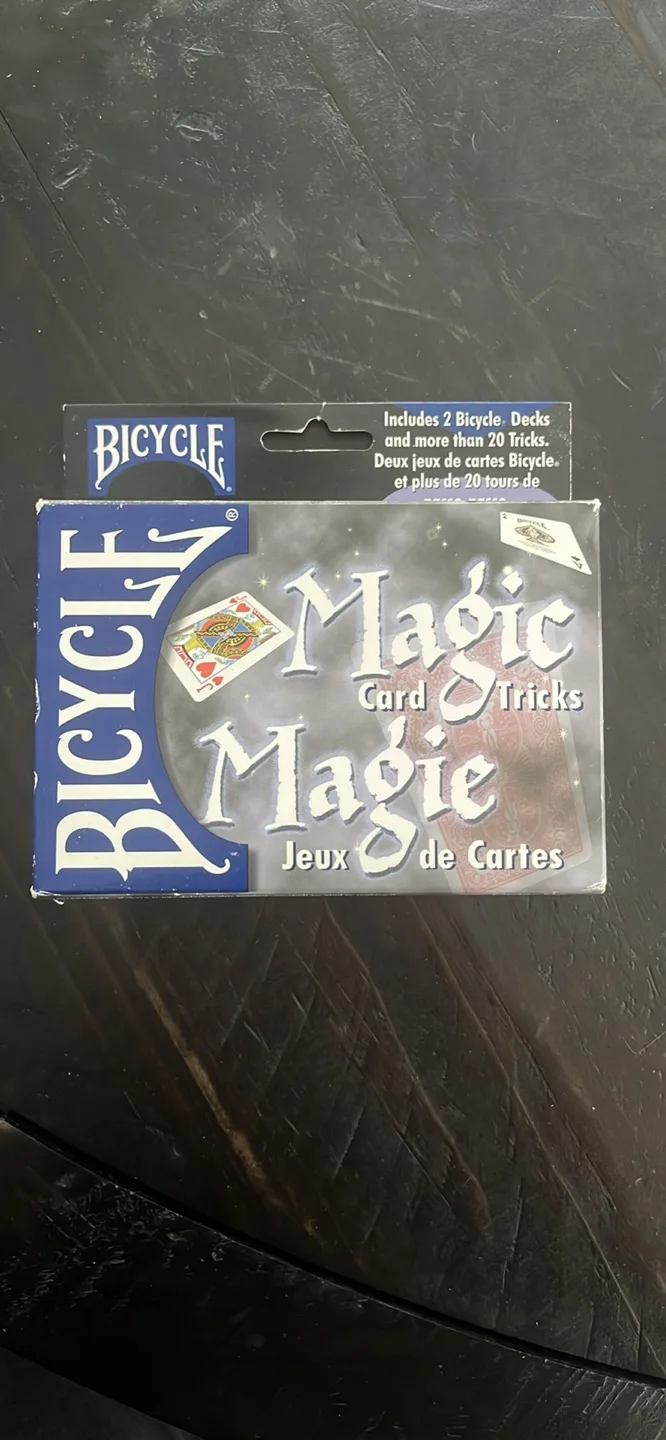 BICYCLE®
Includes 2 Bicycle® Decks
and more than 20 Tricks.
Deux jeux de cartes Bicycle®
et plus de 20 tours de
BICYCLE®
BICYCLE
Magic
Card Tricks
Magie
Jeux de Cartes
J
J